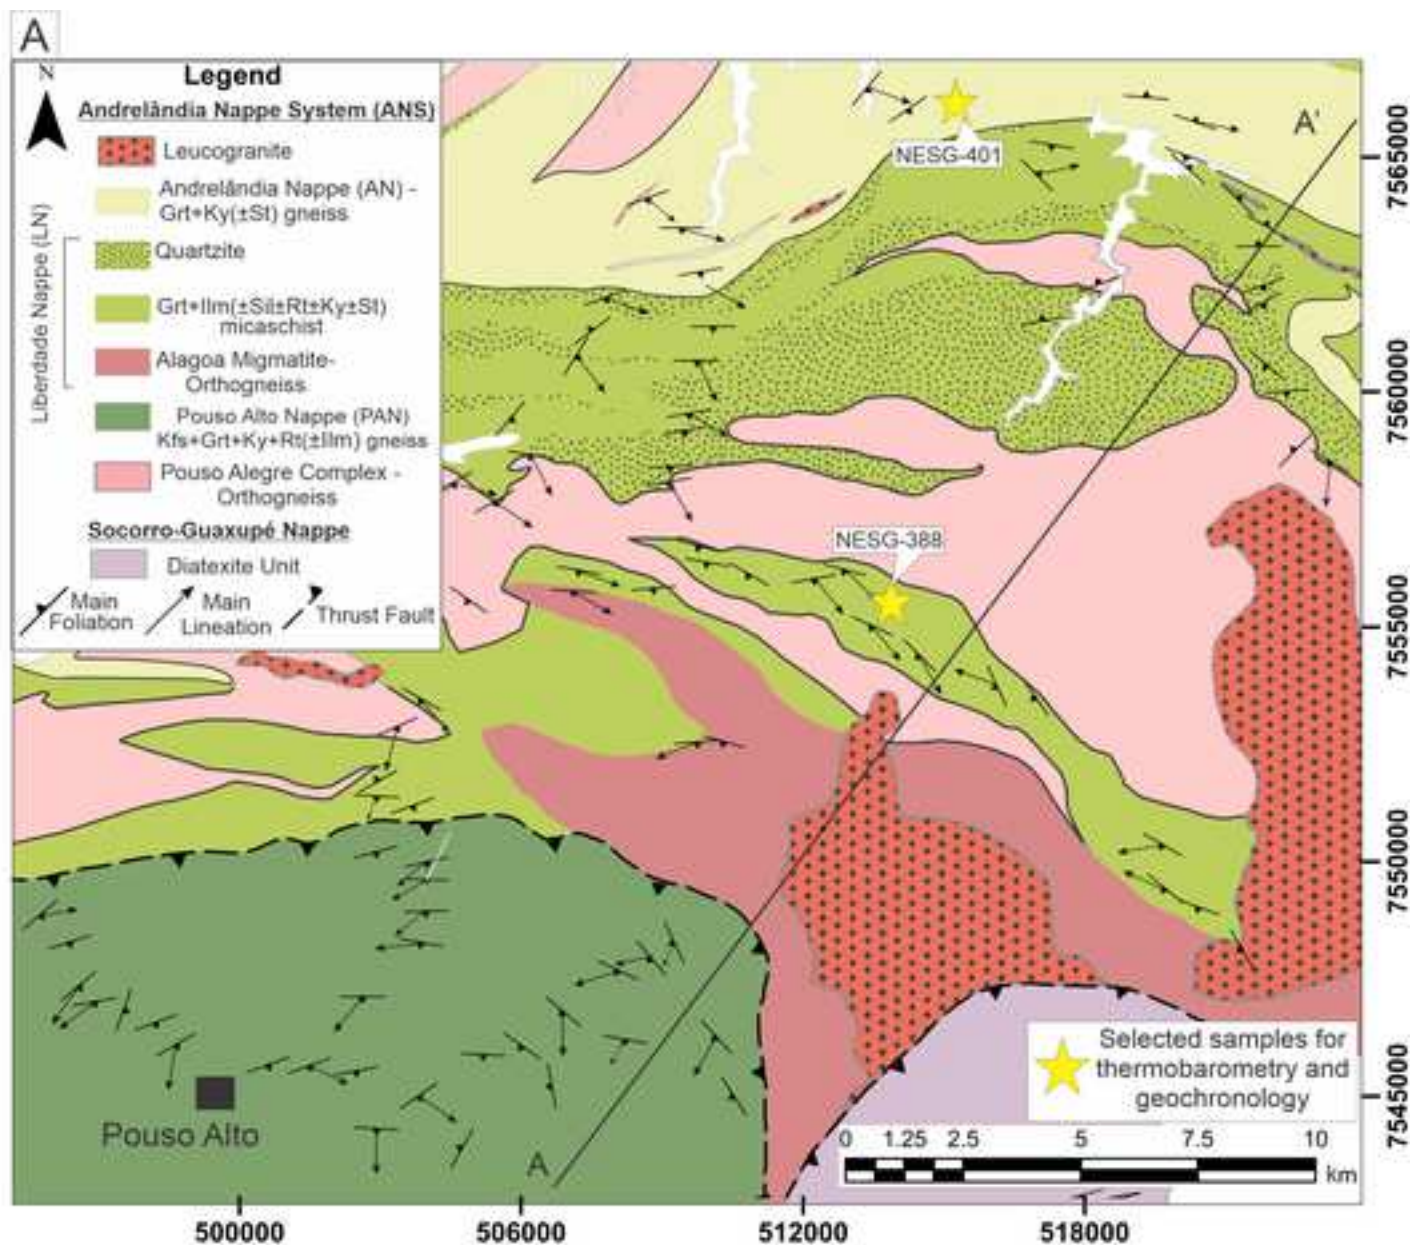 A
Legend
N
Andrelândia Nappe System (ANS)
Leucogranite
Andrelândia Nappe (AN) -
Grt+Ky(±St) gneiss
Liberdade Nappe (LN)
Quartzite
Grt+Ilm(±Sil±Rt±Ky±St)
micaschist
Alagoa Migmatite-
Orthogneiss
Pouso Alto Nappe (PAN)
Kfs+Grt+Ky+Rt(±Ilm) gneiss
Pouso Alegre Complex -
Orthogneiss
Socorro-Guaxupé Nappe
Diatexite Unit
Main
Foliation
Main
Lineation
Thrust Fault
NESG-401
A'
NESG-388
Pouso Alto
A
Selected samples for
thermobarometry and
geochronology
0 1.25 2.5 5 7.5 10
km
7565000
7560000
7555000
7550000
7545000
500000 506000 512000 518000